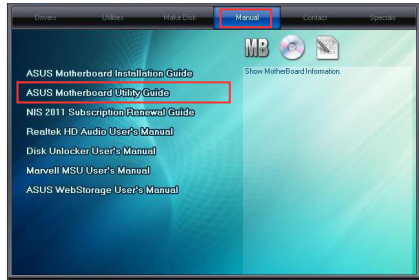 Drivers Utilities Make Disk Manual Contact Specials
MB
ASUS Motherboard Installation Guide
Show MotherBoard Information.
ASUS Motherboard Utility Guide
NIS 2011 Subscription Renewal Guide
Realtek HD Audio User's Manual
Disk Unlocker User's Manual
Marvell MSU User's Manual
ASUS WebStorage User's Manual